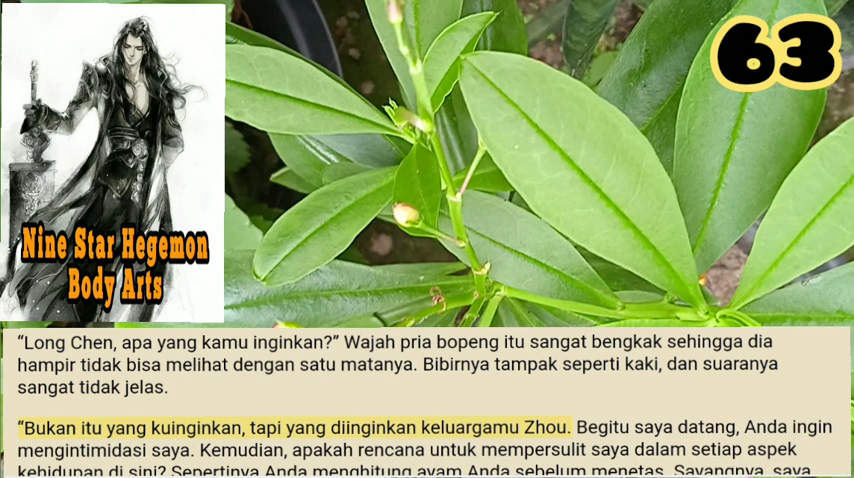 63
Nine Star Hegemon
Body Arts
“Long Chen, apa yang kamu inginkan?” Wajah pria bopeng itu sangat bengkak sehingga dia
hampir tidak bisa melihat dengan satu matanya. Bibirnya tampak seperti kaki, dan suaranya
sangat tidak jelas.
“Bukan itu yang kuinginkan, tapi yang diinginkan keluargamu Zhou. Begitu saya datang, Anda ingin
mengintimidasi saya. Kemudian, apakah rencana untuk mempersulit saya dalam setiap aspek
kehidupan di sini? Sepertinya Anda menghitung ayam Anda sebelum menetas. Sayangnya, saya